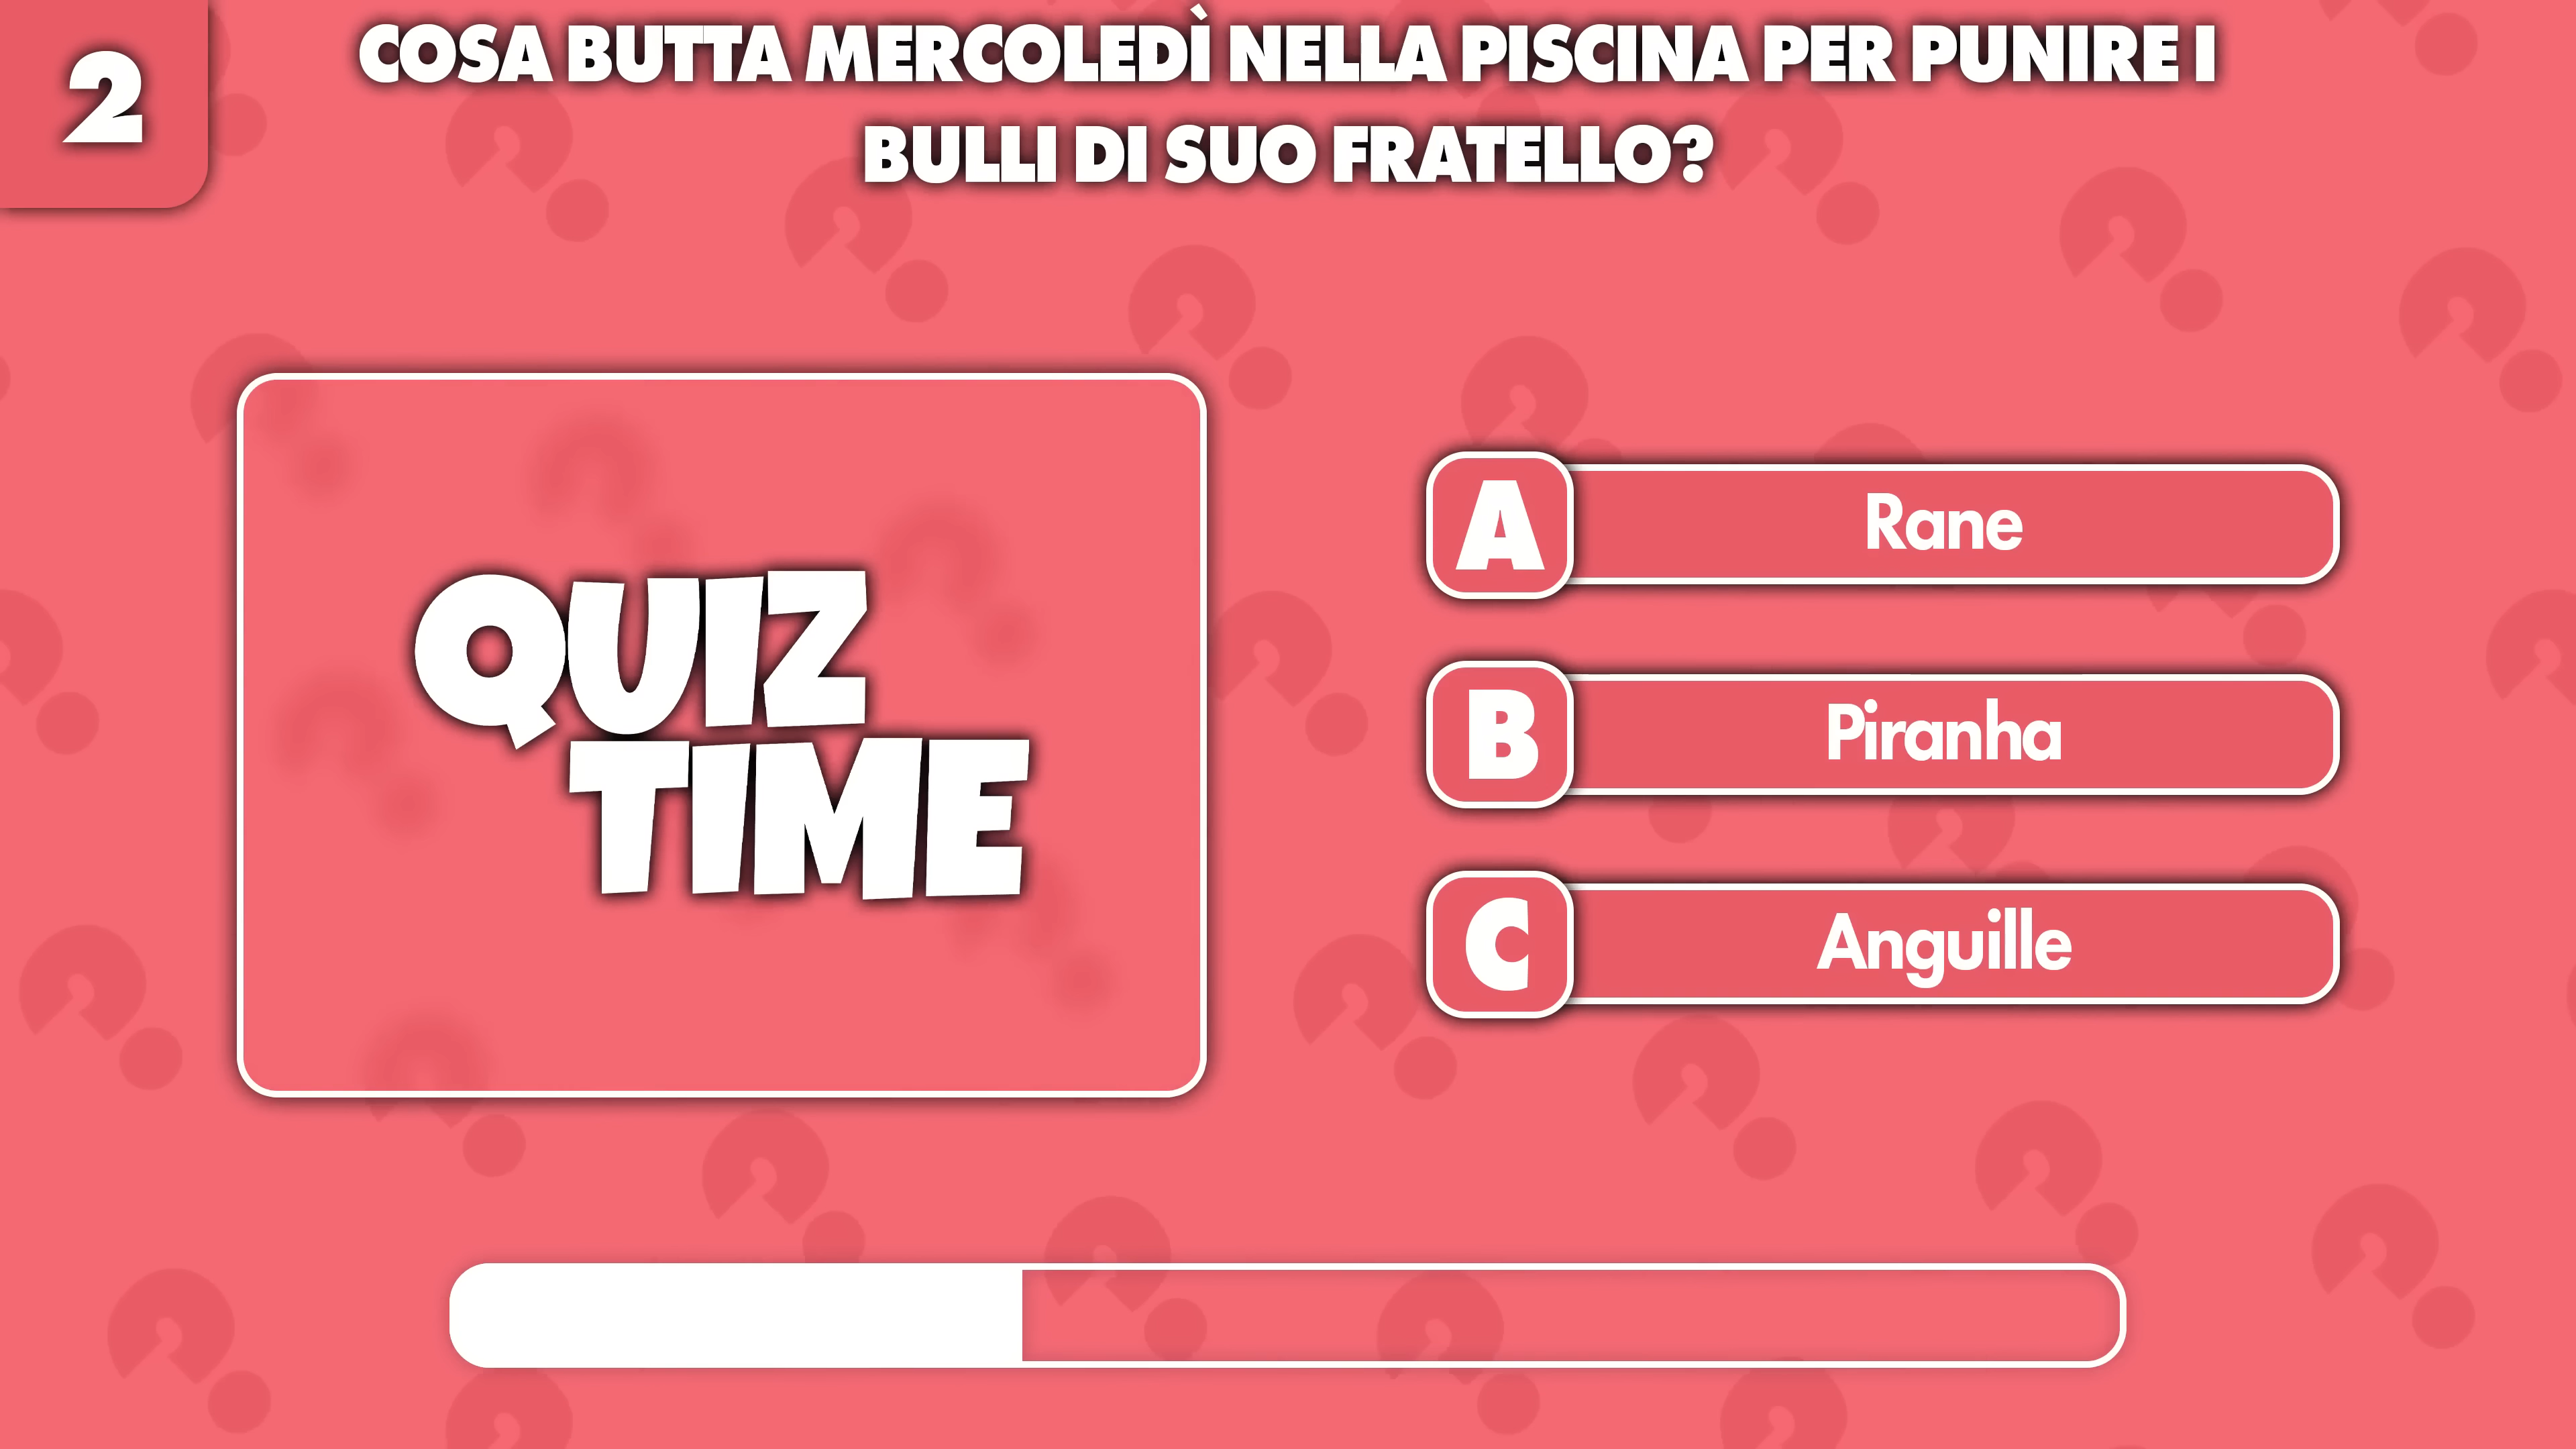 2
COSA BUTTA MERCOLEDÌ NELLA PISCINA PER PUNIRE I
BULLI DI SUO FRATELLO?
QUIZ
TIME
A Rane
B Piranha
C Anguille